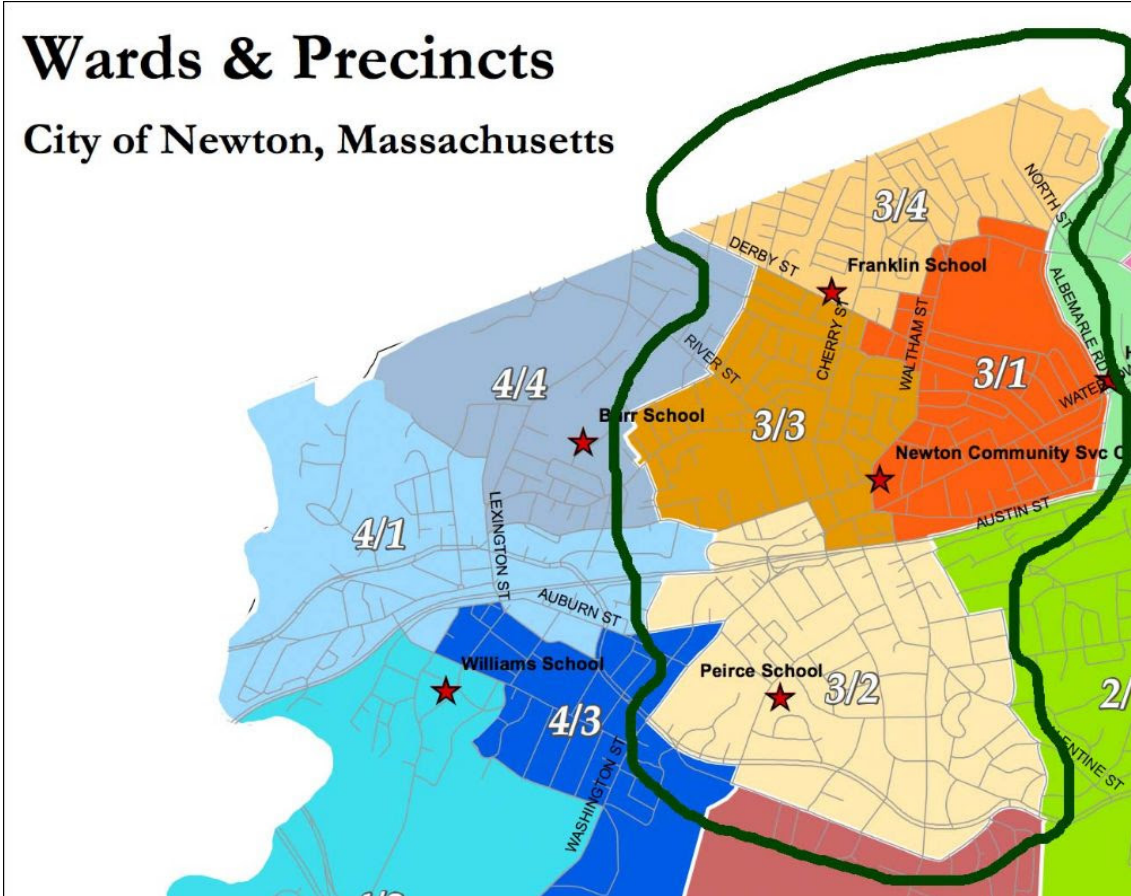 Wards & Precincts
City of Newton, Massachusetts
NORTH ST
3/4
DERBY ST
Franklin School
ALBEMARLE RD
CHERRY ST
WALTHAM ST
RIVER ST
3/1
4/4
Burr School
3/3
Newton Community Svc C
LEXINGTON ST
AUSTIN ST
4/1
AUBURN ST
Williams School
Peirce School
3/2
2/
4/3
WASHINGTON ST